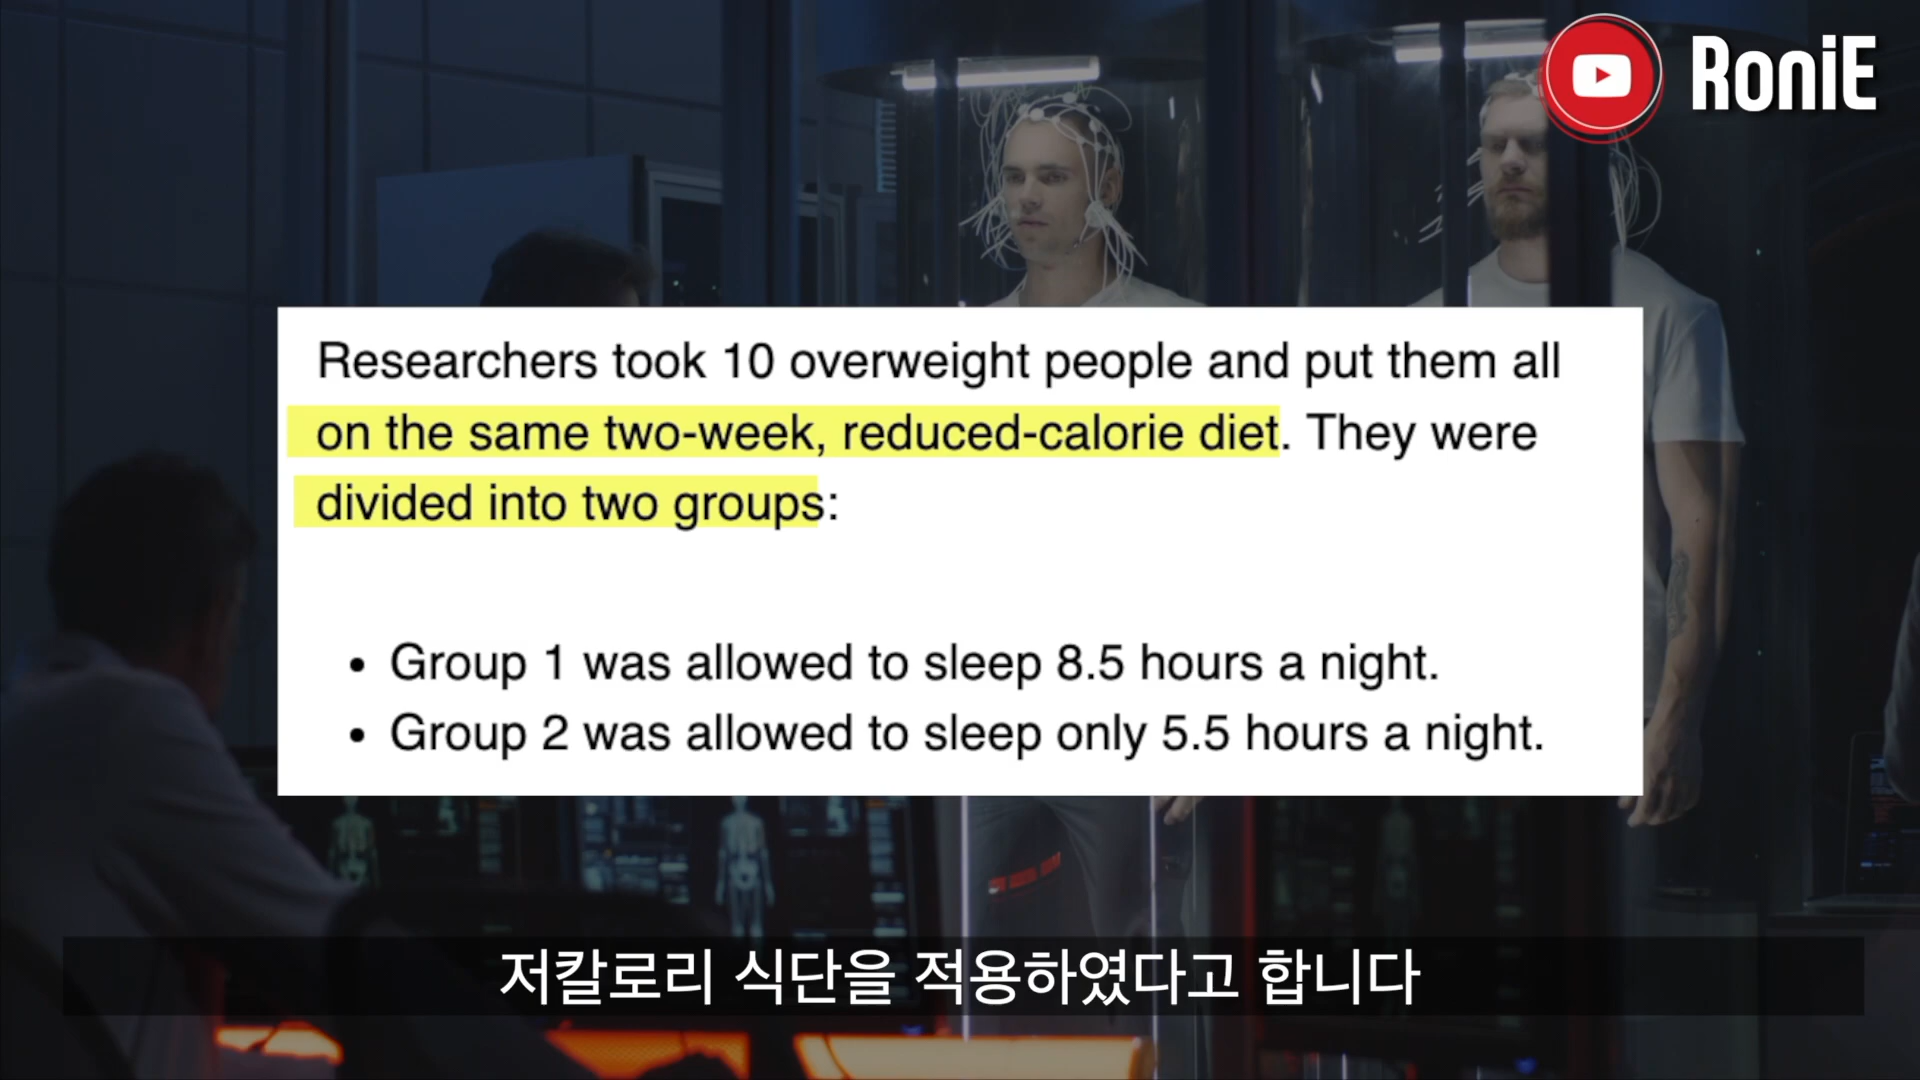 RoniE
Researchers took 10 overweight people and put them all
on the same two-week, reduced-calorie diet. They were
divided into two groups:
• Group 1 was allowed to sleep 8.5 hours a night.
• Group 2 was allowed to sleep only 5.5 hours a night.
저칼로리 식단을 적용하였다고 합니다